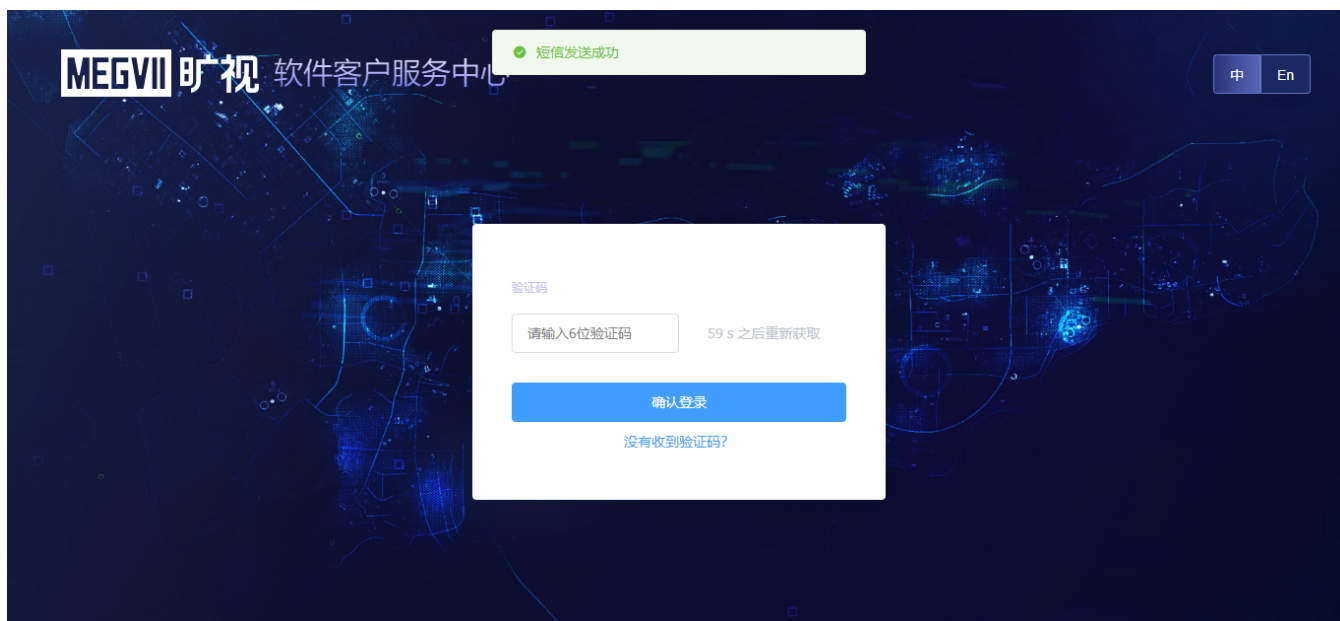 短信发送成功
MEGVII 旷视 软件客户服务中心
中 En
验证码
请输入6位验证码 59 s 之后重新获取
确认登录
没有收到验证码?